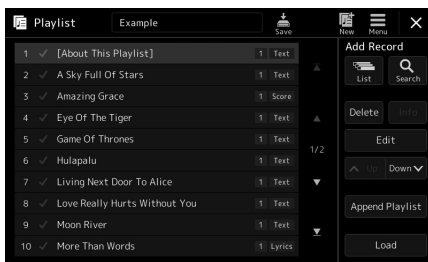 Playlist Example Save New Menu
1 [About This Playlist] 1 Text
2 A Sky Full Of Stars 1 Text
3 Amazing Grace 1 Score
4 Eye Of The Tiger 1 Text
5 Game Of Thrones 1 Text
6 Hulapalu 1 Text
7 Living Next Door To Alice 1 Text
8 Love Really Hurts Without You 1 Text
9 Moon River 1 Text
10 More Than Words 1 Lyrics
1/2
Add Record
List Search
Delete Info
Edit
Up Down
Append Playlist
Load